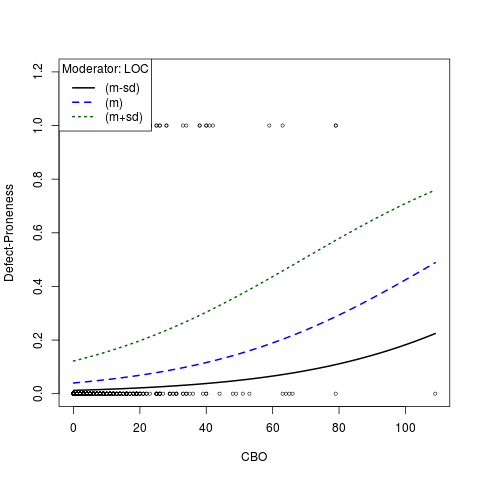 Moderator: LOC
(m-sd)
(m)
(m+sd)
1.2
1.0
0.8
0.6
0.4
0.2
0.0
Defect-Proneness
0 20 40 60 80 100
CBO